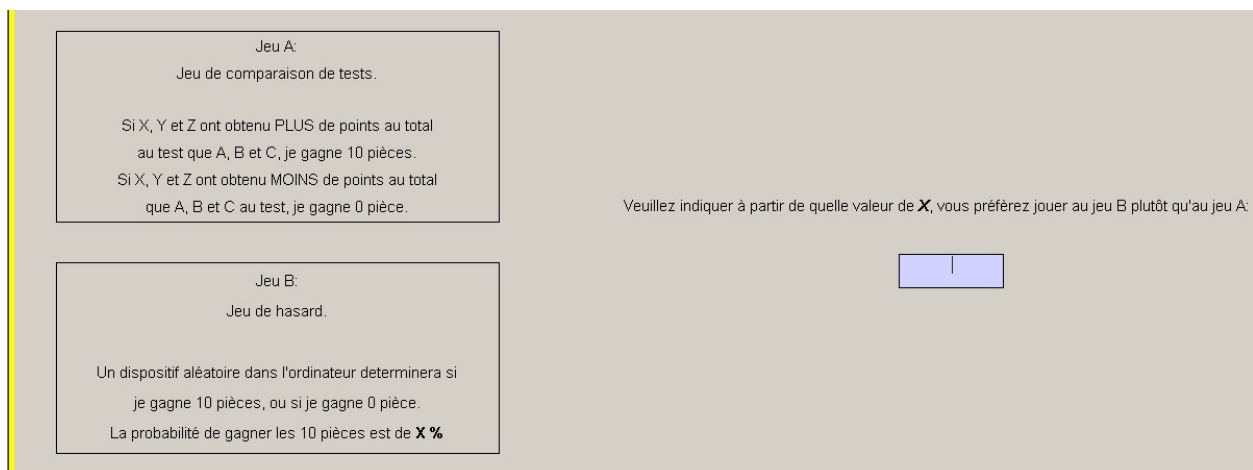 Jeu A:
Jeu de comparaison de tests.
Si X, Y et Z ont obtenu PLUS de points au total
au test que A, B et C, je gagne 10 pièces.
Si X, Y et Z ont obtenu MOINS de points au total
que A, B et C au test, je gagne 0 pièce.
Veuillez indiquer à partir de quelle valeur de X, vous préfèrez jouer au jeu B plutôt qu'au jeu A:
Jeu B:
Jeu de hasard.
Un dispositif aléatoire dans l'ordinateur determinera si
je gagne 10 pièces, ou si je gagne 0 pièce.
La probabilité de gagner les 10 pièces est de X %